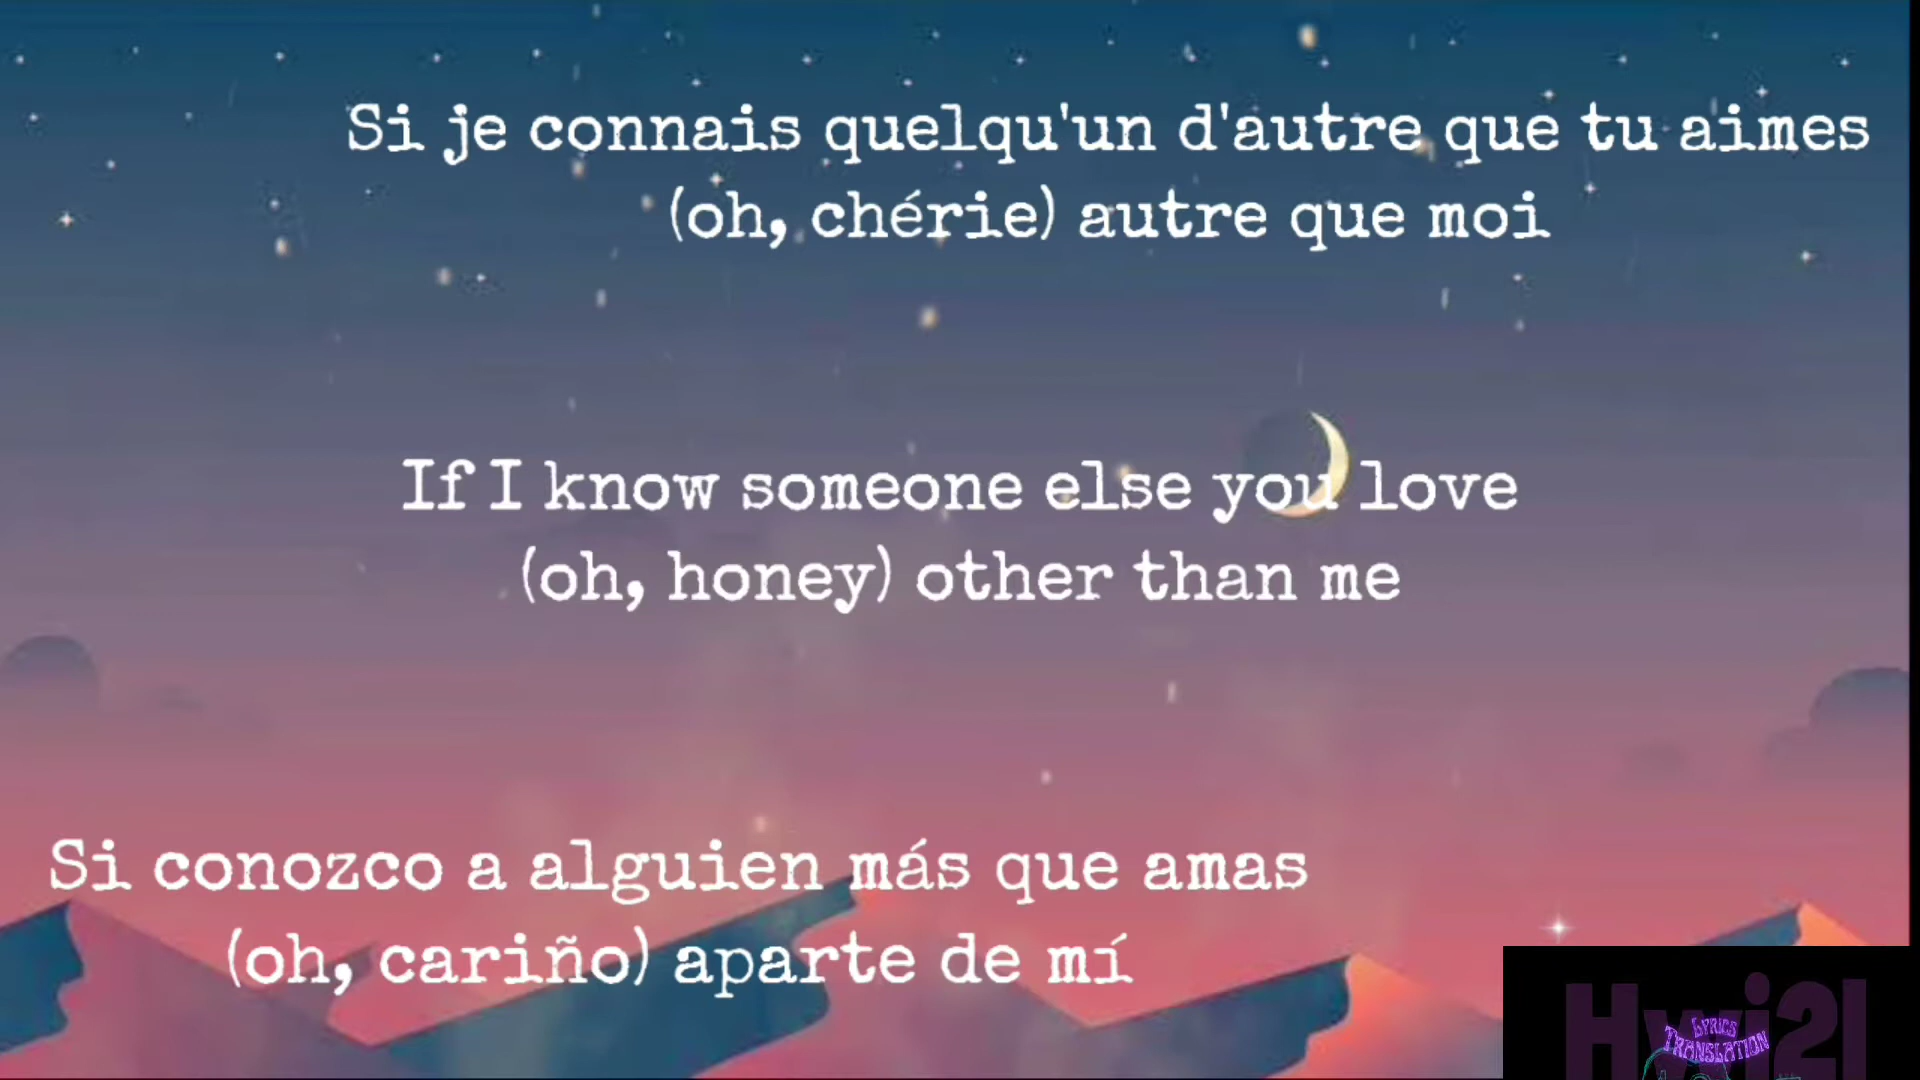 Si je connais quelqu'un d'autre que tu aimes
(oh, chérie) autre que moi
If I know someone else you love
(oh, honey) other than me
Si conozco a alguien más que amas
(oh, cariño) aparte de mí
Hwi2l
LYRICS
TRANSLATION